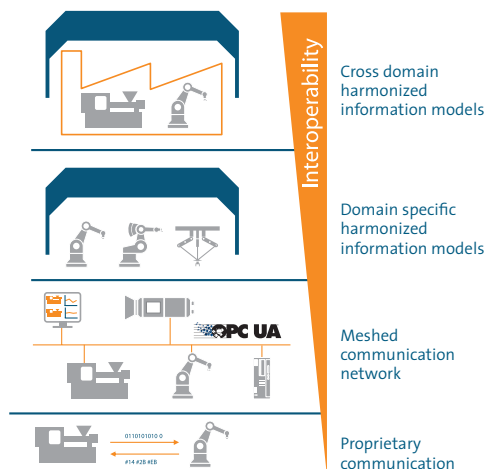 Interoperability
Cross domain
harmonized
information models
Domain specific
harmonized
information models
OPC UA
Meshed
communication
network
0110101010 0
#14 #2B #EB
Proprietary
communication